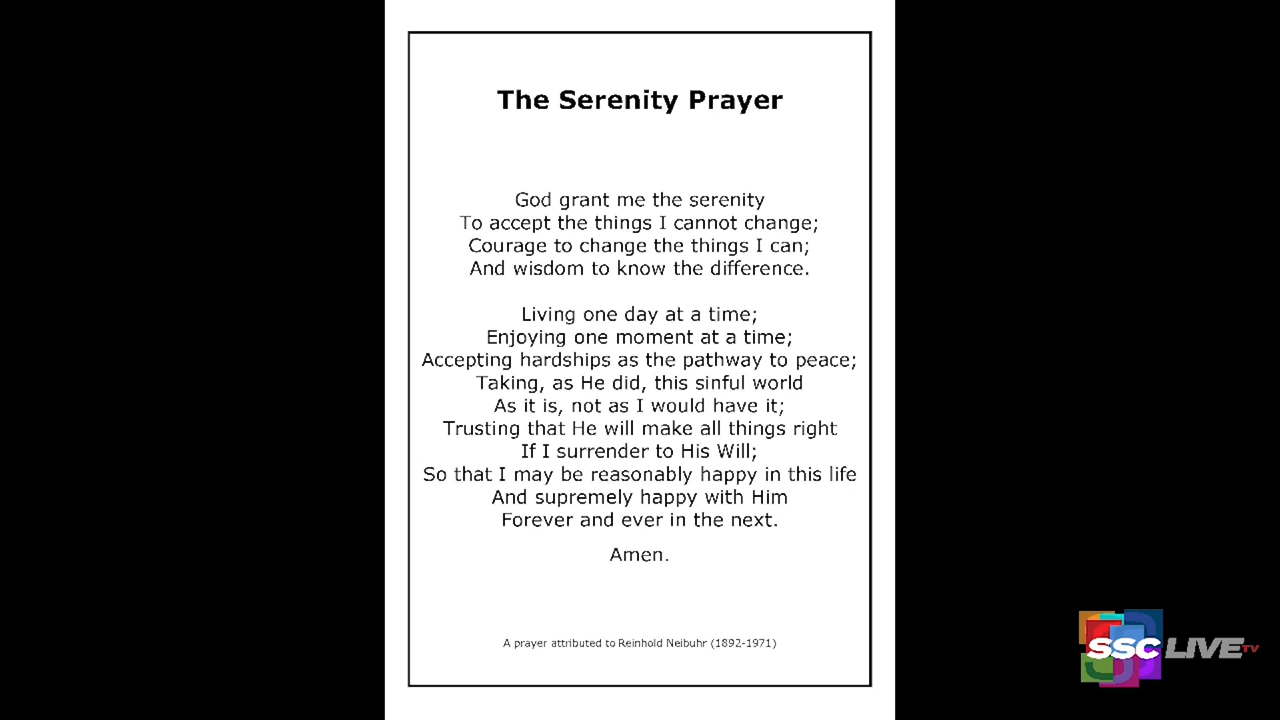 The Serenity Prayer
God grant me the serenity
To accept the things I cannot change;
Courage to change the things I can;
And wisdom to know the difference.
Living one day at a time;
Enjoying one moment at a time;
Accepting hardships as the pathway to peace;
Taking, as He did, this sinful world
As it is, not as I would have it;
Trusting that He will make all things right
If I surrender to His Will;
So that I may be reasonably happy in this life
And supremely happy with Him
Forever and ever in the next.
Amen.
A prayer attributed to Reinhold Neibuhr (1892-1971)
SSC LIVE TV